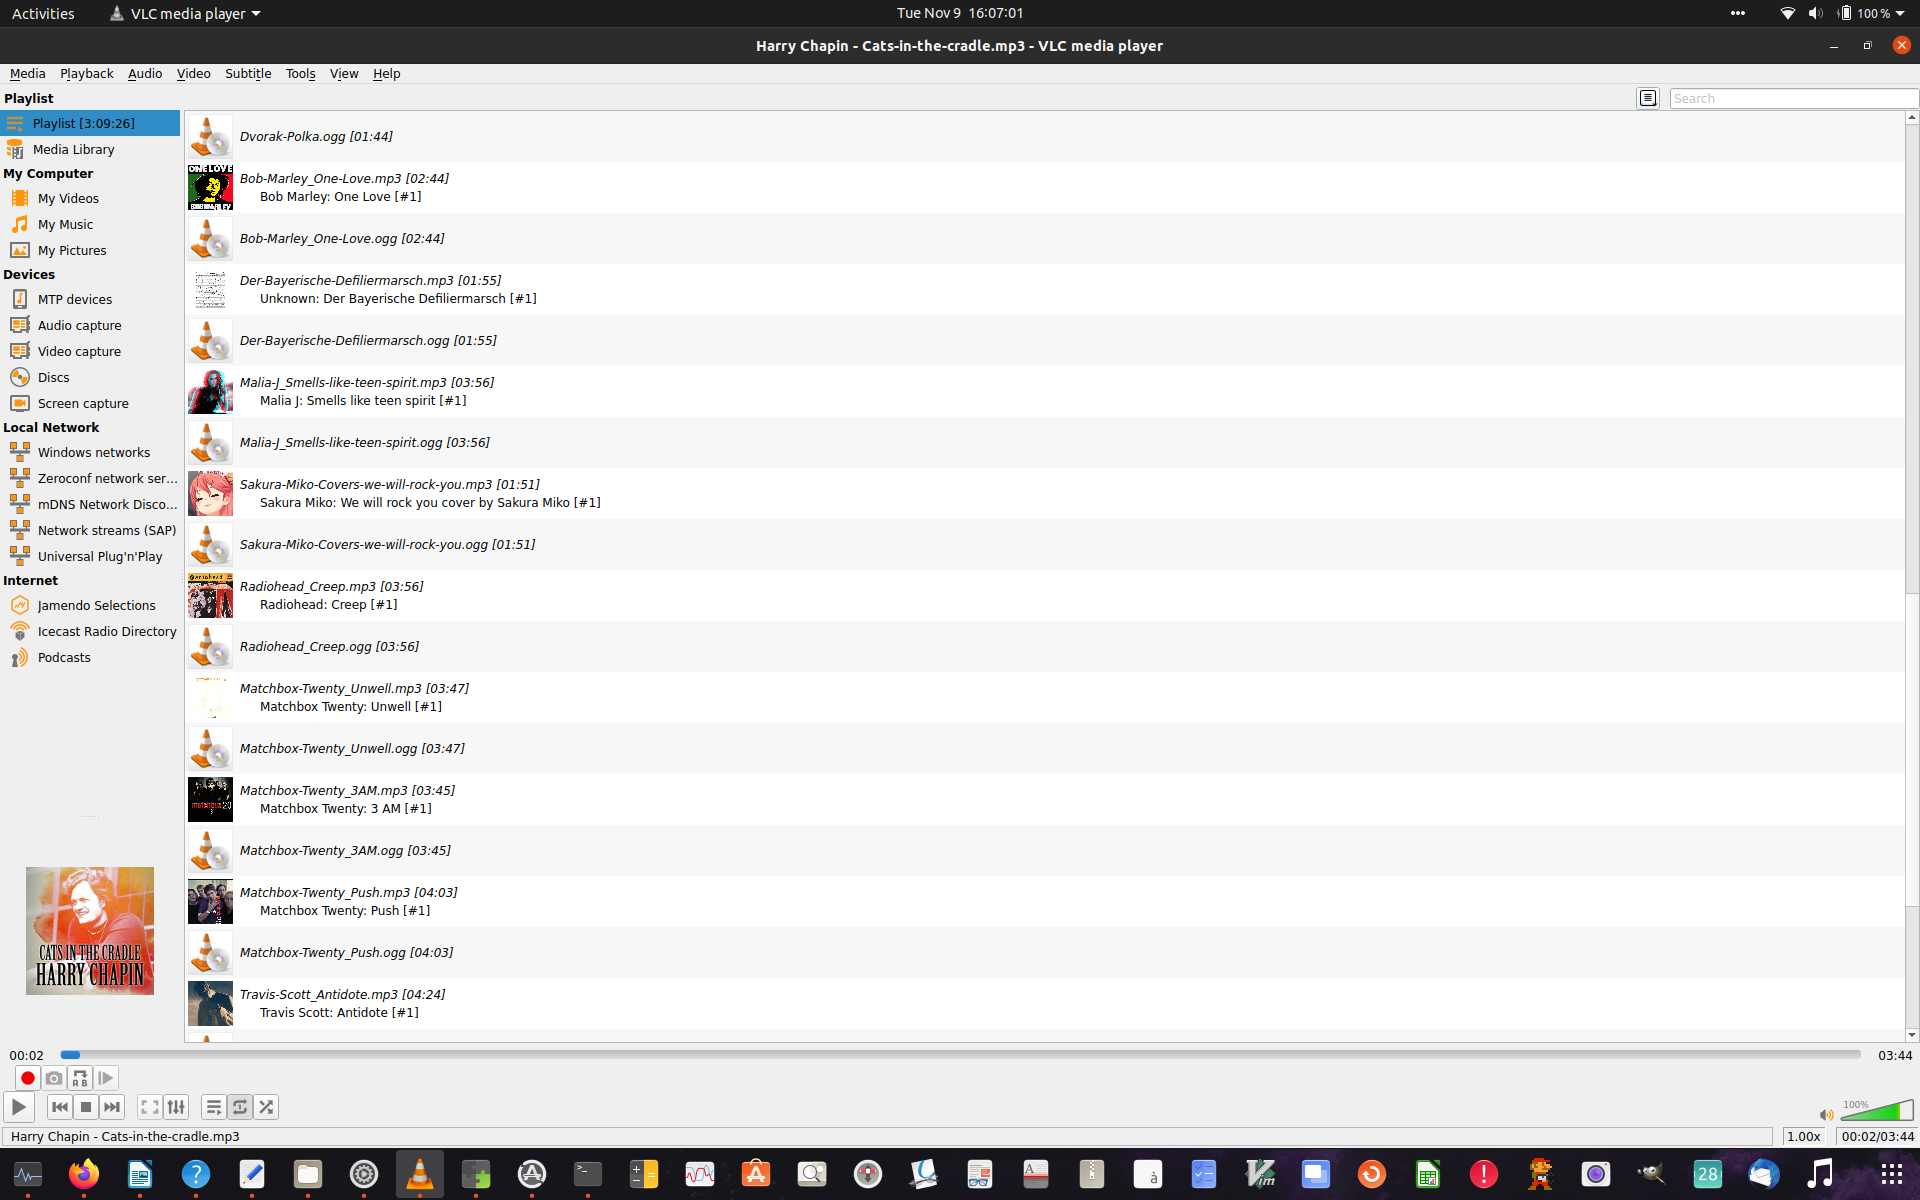 Activities
VLC media player
Tue Nov 9 16:07:01
100 %
Harry Chapin - Cats-in-the-cradle.mp3 - VLC media player
Media Playback Audio Video Subtitle Tools View Help
Playlist
Search
Playlist [3:09:26]
Media Library
My Computer
My Videos
My Music
My Pictures
Devices
MTP devices
Audio capture
Video capture
Discs
Screen capture
Local Network
Windows networks
Zeroconf network ser...
mDNS Network Disco...
Network streams (SAP)
Universal Plug'n'Play
Internet
Jamendo Selections
Icecast Radio Directory
Podcasts
Dvorak-Polka.ogg [01:44]
ONE LOVE
Bob-Marley_One-Love.mp3 [02:44]
Bob Marley: One Love [#1]
Bob-Marley_One-Love.ogg [02:44]
Der-Bayerische-Defiliermarsch.mp3 [01:55]
Unknown: Der Bayerische Defiliermarsch [#1]
Der-Bayerische-Defiliermarsch.ogg [01:55]
Malia-J_Smells-like-teen-spirit.mp3 [03:56]
Malia J: Smells like teen spirit [#1]
Malia-J_Smells-like-teen-spirit.ogg [03:56]
Sakura-Miko-Covers-we-will-rock-you.mp3 [01:51]
Sakura Miko: We will rock you cover by Sakura Miko [#1]
Sakura-Miko-Covers-we-will-rock-you.ogg [01:51]
Radiohead_Creep.mp3 [03:56]
Radiohead: Creep [#1]
Radiohead_Creep.ogg [03:56]
Matchbox-Twenty_Unwell.mp3 [03:47]
Matchbox Twenty: Unwell [#1]
Matchbox-Twenty_Unwell.ogg [03:47]
Matchbox-Twenty_3AM.mp3 [03:45]
Matchbox Twenty: 3 AM [#1]
Matchbox-Twenty_3AM.ogg [03:45]
Matchbox-Twenty_Push.mp3 [04:03]
Matchbox Twenty: Push [#1]
Matchbox-Twenty_Push.ogg [04:03]
Travis-Scott_Antidote.mp3 [04:24]
Travis Scott: Antidote [#1]
CATS IN THE CRADLE
HARRY CHAPIN
00:02
03:44
A B
100%
Harry Chapin - Cats-in-the-cradle.mp3
1.00x
00:02/03:44
28